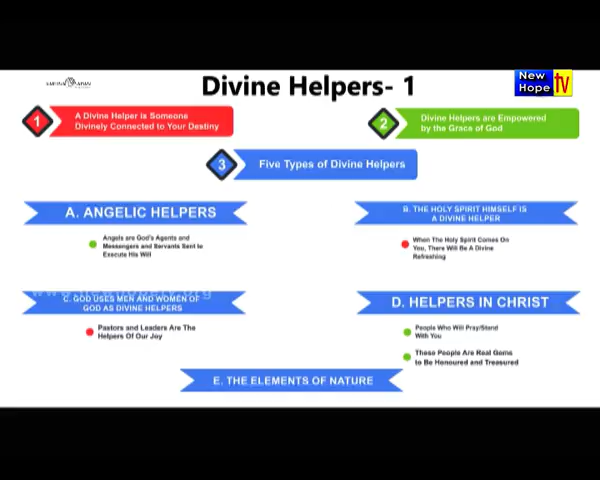 Divine Helpers- 1
New
Hope
TV
1
A Divine Helper is Someone
Divinely Connected to Your Destiny
2
Divine Helpers are Empowered
by the Grace of God
3
Five Types of Divine Helpers
A. ANGELIC HELPERS
Angels are God's Agents and
Messengers and Servants Sent to
Execute His Will
B. THE HOLY SPIRIT HIMSELF IS
A DIVINE HELPER
When The Holy Spirit Comes On
You, There Will Be A Divine
Refreshing
C. GOD USES MEN AND WOMEN OF
GOD AS DIVINE HELPERS
Pastors and Leaders Are The
Helpers Of Our Joy
D. HELPERS IN CHRIST
People Who Will Pray/Stand
With You
These People Are Real Gems
to Be Honoured and Treasured
E. THE ELEMENTS OF NATURE